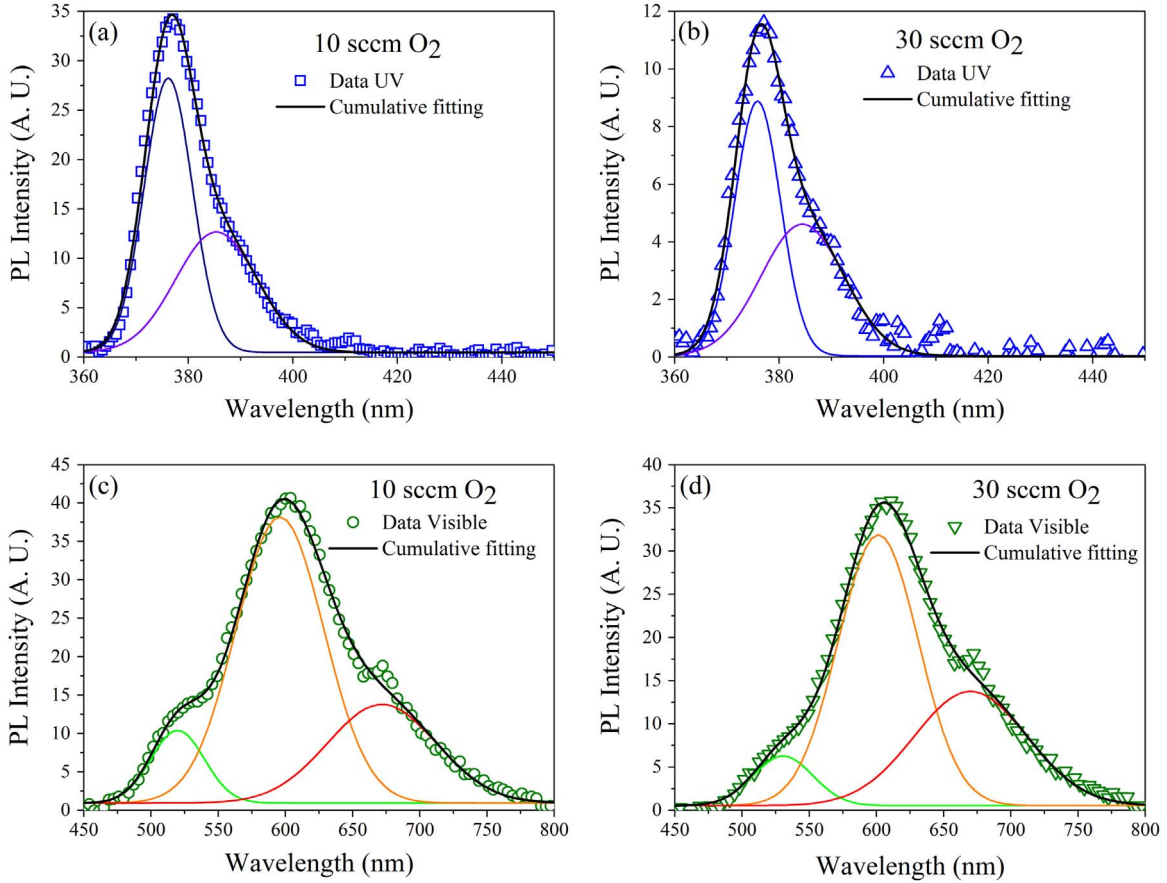 (a)
10 sccm O2
Data UV
Cumulative fitting
35
30
25
20
15
10
5
0
360
380
400
420
440
PL Intensity (A. U.)
Wavelength (nm)
(b)
30 sccm O2
Data UV
Cumulative fitting
12
10
8
6
4
2
0
360
380
400
420
440
PL Intensity (A. U.)
Wavelength (nm)
(c)
10 sccm O2
Data Visible
Cumulative fitting
45
40
35
30
25
20
15
10
5
0
450
500
550
600
650
700
750
800
PL Intensity (A. U.)
Wavelength (nm)
(d)
30 sccm O2
Data Visible
Cumulative fitting
40
35
30
25
20
15
10
5
0
450
500
550
600
650
700
750
800
PL Intensity (A. U.)
Wavelength (nm)